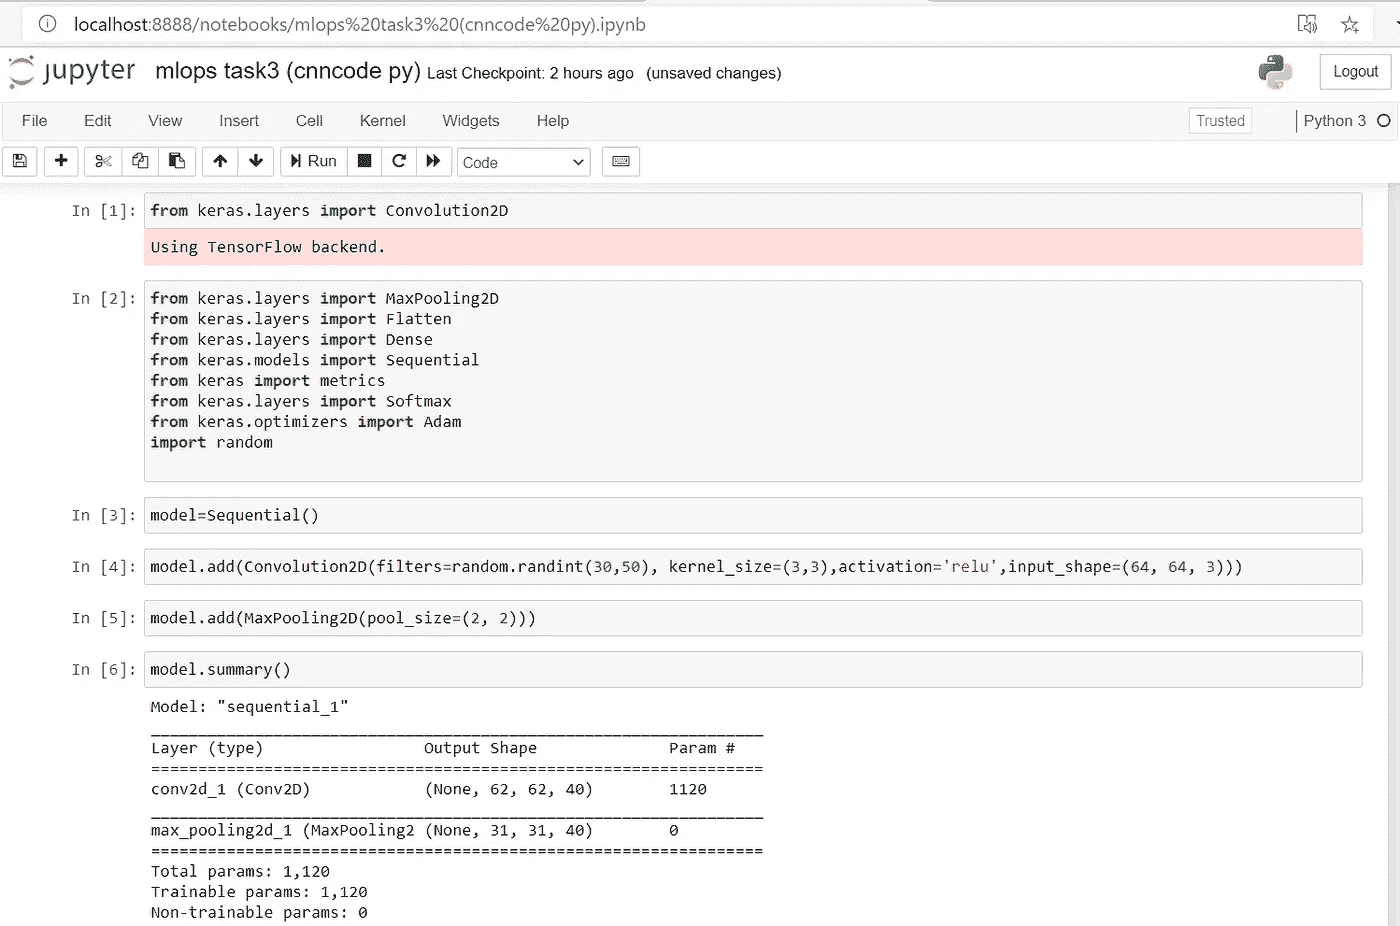 localhost:8888/notebooks/mlops%20task3%20(cnncode%20py).ipynb
jupyter mlops task3 (cnncode py) Last Checkpoint: 2 hours ago (unsaved changes) Logout
File Edit View Insert Cell Kernel Widgets Help Trusted Python 3
Run Code
In [1]: from keras.layers import Convolution2D
Using TensorFlow backend.
In [2]: from keras.layers import MaxPooling2D
from keras.layers import Flatten
from keras.layers import Dense
from keras.models import Sequential
from keras import metrics
from keras.layers import Softmax
from keras.optimizers import Adam
import random
In [3]: model=Sequential()
In [4]: model.add(Convolution2D(filters=random.randint(30,50), kernel_size=(3,3),activation='relu',input_shape=(64, 64, 3)))
In [5]: model.add(MaxPooling2D(pool_size=(2, 2)))
In [6]: model.summary()
Model: "sequential_1"
Layer (type) Output Shape Param #
conv2d_1 (Conv2D) (None, 62, 62, 40) 1120
max_pooling2d_1 (MaxPooling2 (None, 31, 31, 40) 0
Total params: 1,120
Trainable params: 1,120
Non-trainable params: 0